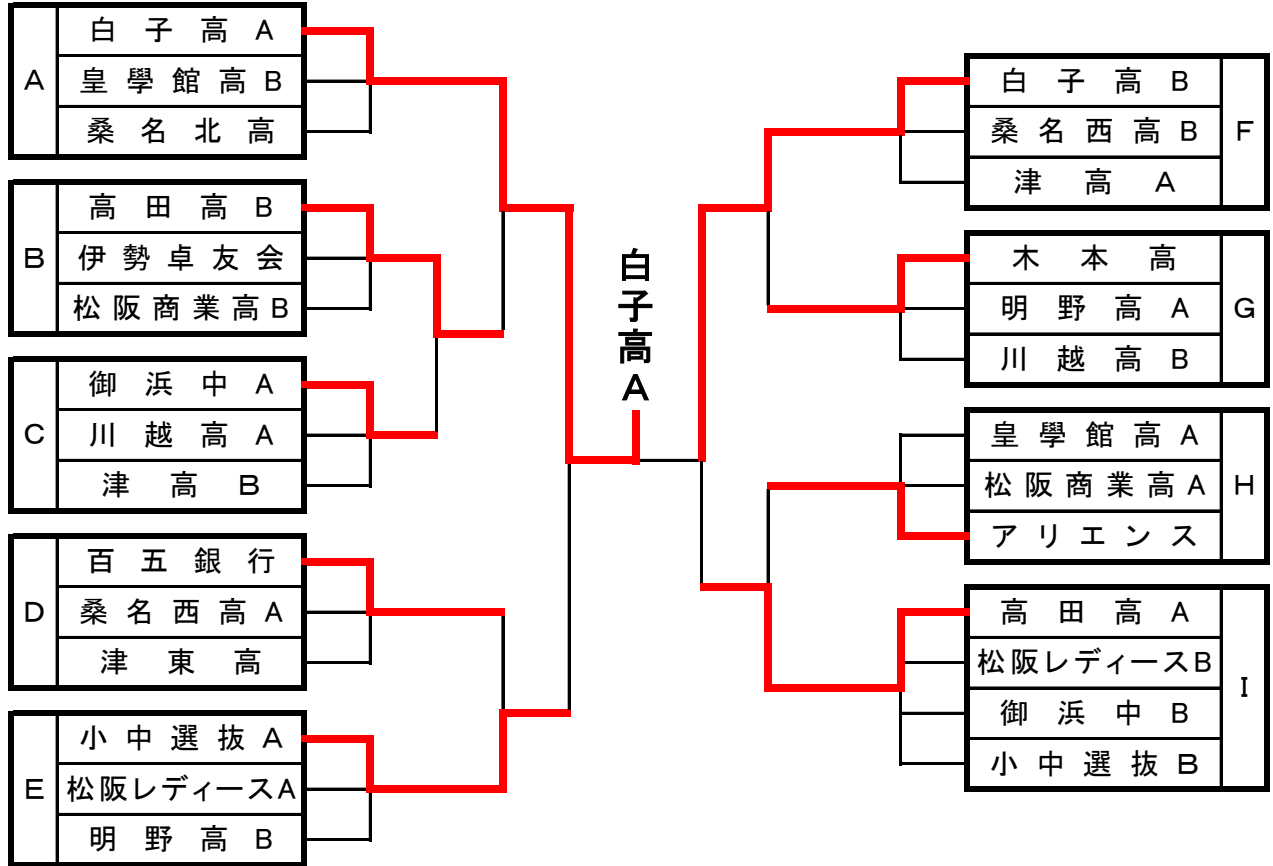 A
白子高A
皇學館高B
桑名北高
B
高田高B
伊勢卓友会
松阪商業高B
C
御浜中A
川越高A
津高B
D
百五銀行
桑名西高A
津東高
E
小中選抜A
松阪レディースA
明野高B
白子高A
白子高B
桑名西高B
津高A
F
木本高
明野高A
川越高B
G
皇學館高A
松阪商業高A
アリエンス
H
高田高A
松阪レディースB
御浜中B
小中選抜B
I